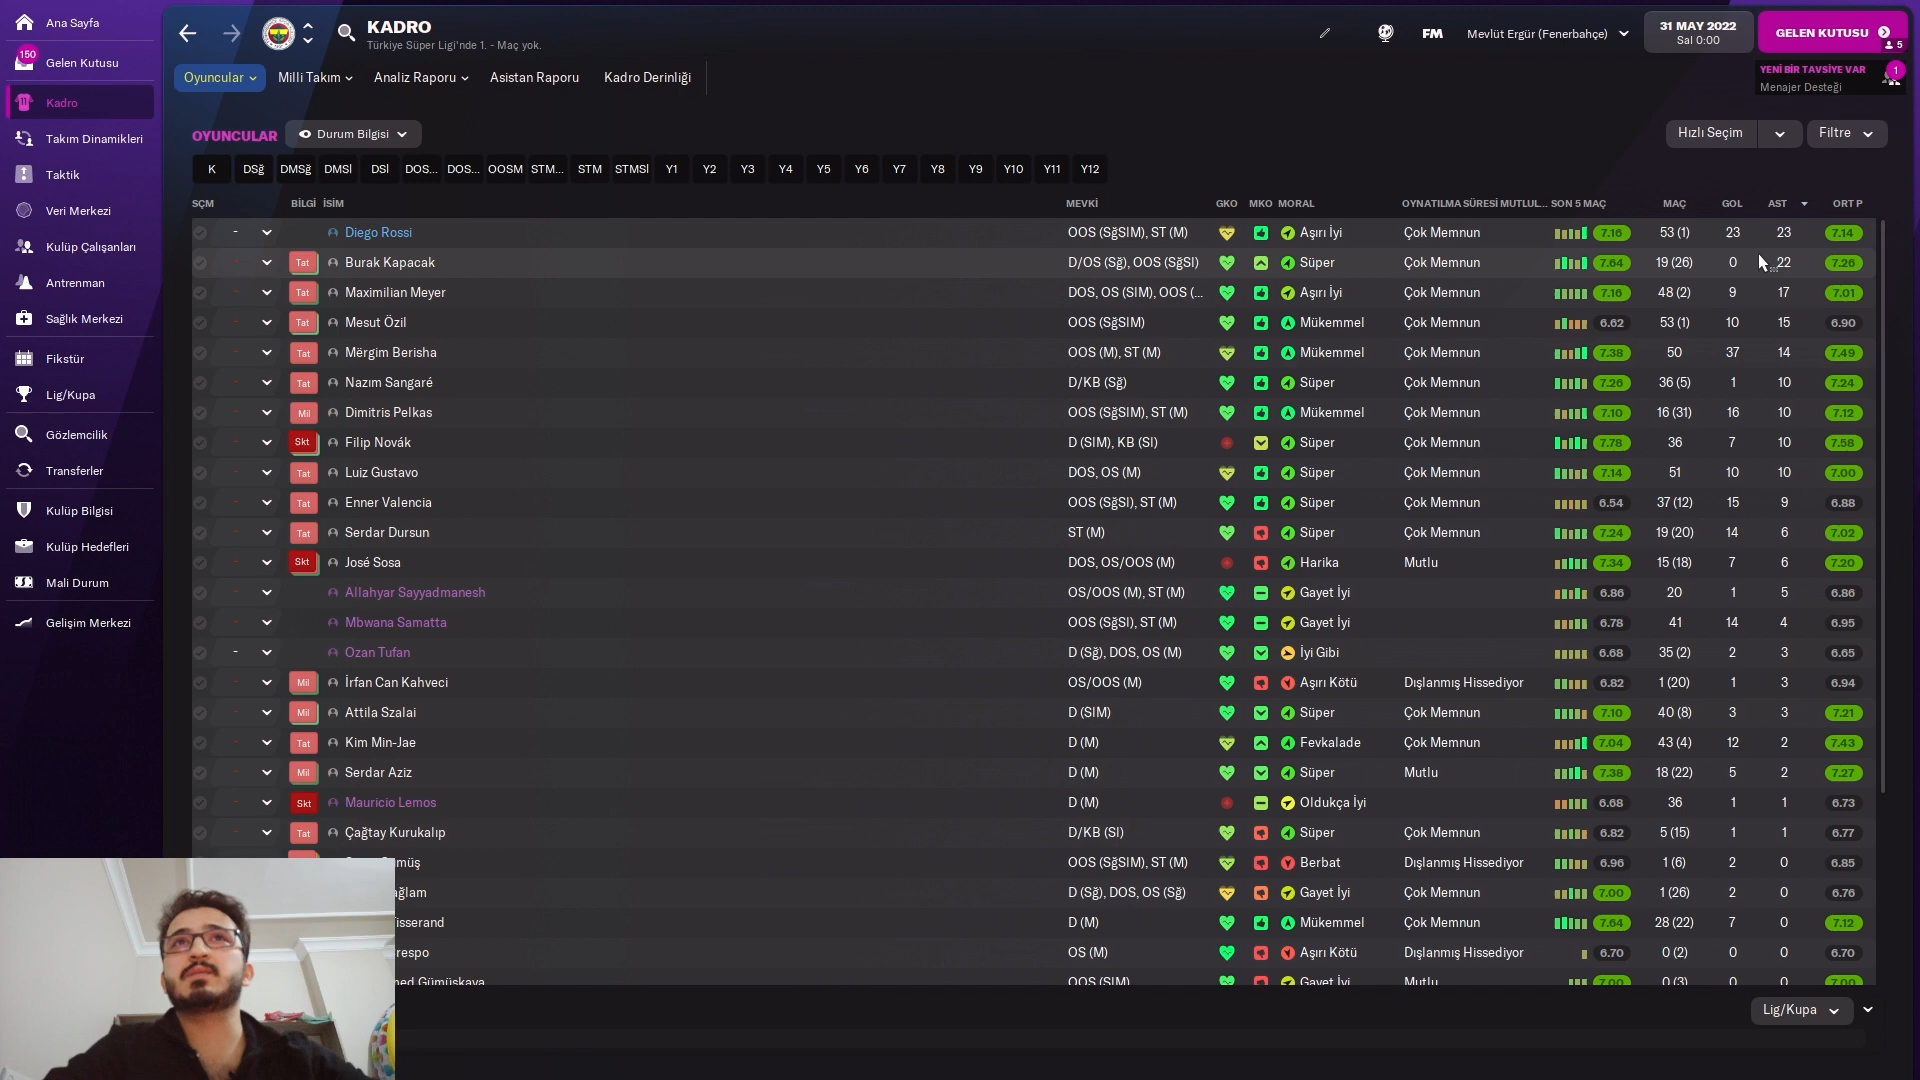 Ana Sayfa
150
Gelen Kutusu
Kadro
Takım Dinamikleri
Taktik
Veri Merkezi
Kulüp Çalışanları
Antrenman
Sağlık Merkezi
Fikstür
Lig/Kupa
Gözlemcilik
Transferler
Kulüp Bilgisi
Kulüp Hedefleri
Mali Durum
Gelişim Merkezi
KADRO
Türkiye Süper Ligi'nde 1. - Maç yok.
FM
Mevlüt Ergür (Fenerbahçe)
31 MAY 2022
Sal 0:00
GELEN KUTUSU
5
YENİ BİR TAVSİYE VAR
Menajer Desteği
1
Oyuncular Milli Takım Analiz Raporu Asistan Raporu Kadro Derinliği
OYUNCULAR Durum Bilgisi Hızlı Seçim Filtre
K DSğ DMSğ DMSl DSl DOS... DOS... OOSM STM... STM STMSl Y1 Y2 Y3 Y4 Y5 Y6 Y7 Y8 Y9 Y10 Y11 Y12
SÇM BİLGİ İSİM MEVKİ GKO MKO MORAL OYNATILMA SÜRESİ MUTLUL... SON 5 MAÇ MAÇ GOL AST ORT P
- Diego Rossi OOS (SğSlM), ST (M) Aşırı İyi Çok Memnun 7.16 53 (1) 23 23 7.14
- Tat Burak Kapacak D/OS (Sğ), OOS (SğSl) Süper Çok Memnun 7.64 19 (26) 0 22 7.26
- Tat Maximilian Meyer DOS, OS (SlM), OOS (... Aşırı İyi Çok Memnun 7.16 48 (2) 9 17 7.01
- Tat Mesut Özil OOS (SğSlM) Mükemmel Çok Memnun 6.62 53 (1) 10 15 6.90
- Tat Mërgim Berisha OOS (M), ST (M) Mükemmel Çok Memnun 7.38 50 37 14 7.49
- Tat Nazım Sangaré D/KB (Sğ) Süper Çok Memnun 7.26 36 (5) 1 10 7.24
- Mil Dimitris Pelkas OOS (SğSlM), ST (M) Mükemmel Çok Memnun 7.10 16 (31) 16 10 7.12
- Skt Filip Novák D (SlM), KB (Sl) Süper Çok Memnun 7.78 36 7 10 7.58
- Tat Luiz Gustavo DOS, OS (M) Süper Çok Memnun 7.14 51 10 10 7.00
- Tat Enner Valencia OOS (SğSl), ST (M) Süper Çok Memnun 6.54 37 (12) 15 9 6.88
- Tat Serdar Dursun ST (M) Süper Çok Memnun 7.24 19 (20) 14 6 7.02
- Skt José Sosa DOS, OS/OOS (M) Harika Mutlu 7.34 15 (18) 7 6 7.20
- Allahyar Sayyadmanesh OS/OOS (M), ST (M) Gayet İyi 6.86 20 1 5 6.86
- Mbwana Samatta OOS (SğSl), ST (M) Gayet İyi 6.78 41 14 4 6.95
- Ozan Tufan D (Sğ), DOS, OS (M) İyi Gibi 6.68 35 (2) 2 3 6.65
- Mil İrfan Can Kahveci OS/OOS (M) Aşırı Kötü Dışlanmış Hissediyor 6.82 1 (20) 1 3 6.94
- Mil Attila Szalai D (SlM) Süper Çok Memnun 7.10 40 (8) 3 3 7.21
- Tat Kim Min-Jae D (M) Fevkalade Çok Memnun 7.04 43 (4) 12 2 7.43
- Mil Serdar Aziz D (M) Süper Mutlu 7.38 18 (22) 5 2 7.27
- Skt Mauricio Lemos D (M) Oldukça İyi 6.68 36 1 1 6.73
- Tat Çağtay Kurukalıp D/KB (Sl) Süper Çok Memnun 6.82 5 (15) 1 1 6.77
müş OOS (SğSlM), ST (M) Berbat Dışlanmış Hissediyor 6.96 1 (6) 2 0 6.85
ağlam D (Sğ), DOS, OS (Sğ) Gayet İyi Çok Memnun 7.00 1 (26) 2 0 6.76
isserand D (M) Mükemmel Çok Memnun 7.64 28 (22) 7 0 7.12
respo OS (M) Aşırı Kötü Dışlanmış Hissediyor 6.70 0 (2) 0 0 6.70
ned Gümüşkaya OOS (SlM) Gayet İyi Mutlu 7.00 0 (3) 0 0 7.00
Lig/Kupa